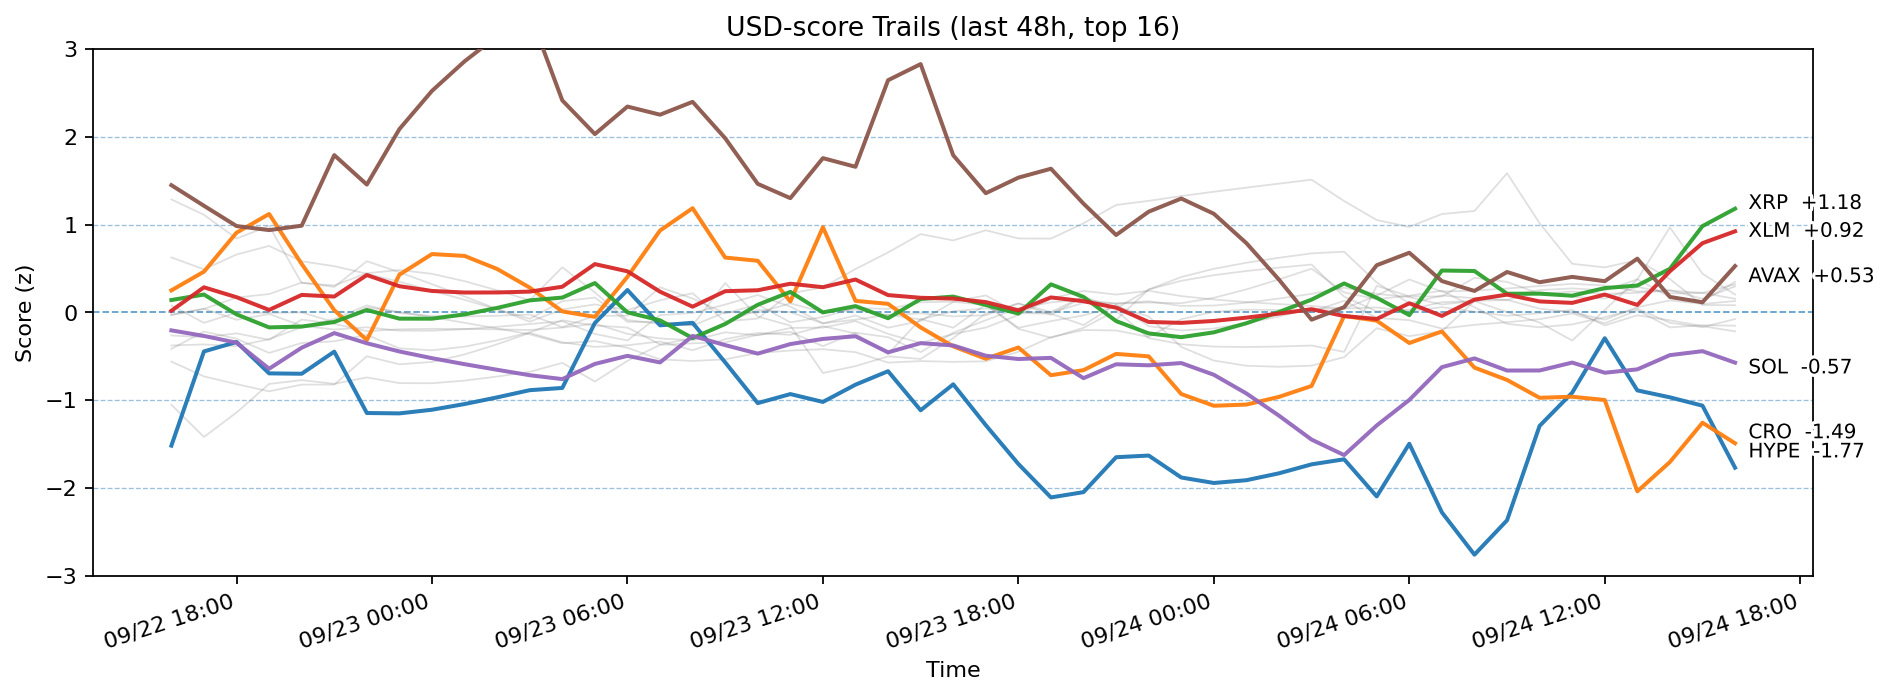 USD-score Trails (last 48h, top 16)
Score (z)
3
2
1
0
−1
−2
−3
XRP +1.18
XLM +0.92
AVAX +0.53
SOL -0.57
CRO -1.49
HYPE -1.77
09/22 18:00
09/23 00:00
09/23 06:00
09/23 12:00
09/23 18:00
09/24 00:00
09/24 06:00
09/24 12:00
09/24 18:00
Time